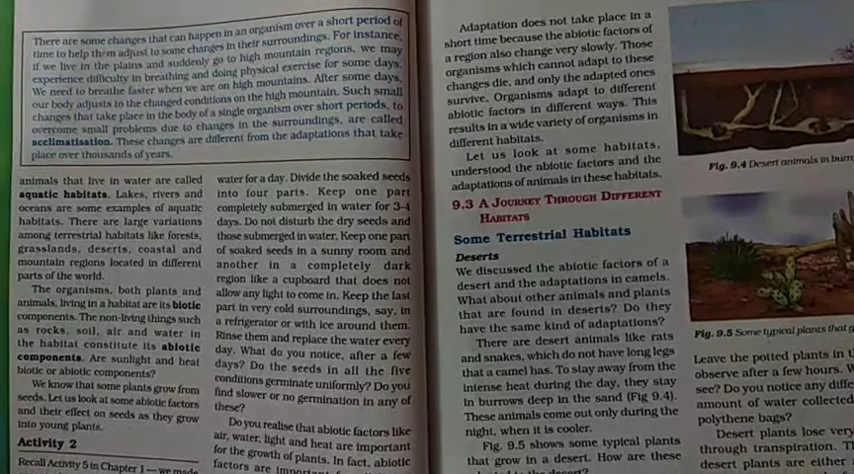 There are some changes that can happen in an organism over a short period of
time to help them adjust to some changes in their surroundings. For instance,
if we live in the plains and suddenly go to high mountain regions, we may
experience difficulty in breathing and doing physical exercise for some days.
We need to breathe faster when we are on high mountains. After some days,
our body adjusts to the changed conditions on the high mountain. Such small
changes that take place in the body of a single organism over short periods, to
overcome small problems due to changes in the surroundings, are called
acclimatisation. These changes are different from the adaptations that take
place over thousands of years.
animals that live in water are called
aquatic habitats. Lakes, rivers and
oceans are some examples of aquatic
habitats. There are large variations
among terrestrial habitats like forests,
grasslands, deserts, coastal and
mountain regions located in different
parts of the world.
The organisms, both plants and
animals, living in a habitat are its biotic
components. The non-living things such
as rocks, soil, air and water in
the habitat constitute its abiotic
components. Are sunlight and heat
biotic or abiotic components?
We know that some plants grow from
seeds. Let us look at some abiotic factors
and their effect on seeds as they grow
into young plants.
Activity 2
Recall Activity 5 in Chapter 1 — we made
water for a day. Divide the soaked seeds
into four parts. Keep one part
completely submerged in water for 3-4
days. Do not disturb the dry seeds and
those submerged in water. Keep one part
of soaked seeds in a sunny room and
another in a completely dark
region like a cupboard that does not
allow any light to come in. Keep the last
part in very cold surroundings, say, in
a refrigerator or with ice around them.
Rinse them and replace the water every
day. What do you notice, after a few
days? Do the seeds in all the five
conditions germinate uniformly? Do you
find slower or no germination in any of
these?
Do you realise that abiotic factors like
air, water, light and heat are important
for the growth of plants. In fact, abiotic
factors are important
Adaptation does not take place in a
short time because the abiotic factors of
a region also change very slowly. Those
organisms which cannot adapt to these
changes die, and only the adapted ones
survive. Organisms adapt to different
abiotic factors in different ways. This
results in a wide variety of organisms in
different habitats.
Let us look at some habitats,
understood the abiotic factors and the
adaptations of animals in these habitats.
9.3 A JOURNEY THROUGH DIFFERENT
HABITATS
Some Terrestrial Habitats
Deserts
We discussed the abiotic factors of a
desert and the adaptations in camels.
What about other animals and plants
that are found in deserts? Do they
have the same kind of adaptations?
There are desert animals like rats
and snakes, which do not have long legs
that a camel has. To stay away from the
intense heat during the day, they stay
in burrows deep in the sand (Fig 9.4).
These animals come out only during the
night, when it is cooler.
Fig. 9.5 shows some typical plants
that grow in a desert. How are these
to the desert?
Fig. 9.4 Desert animals in burr
Fig. 9.5 Some typical plants that g
Leave the potted plants in t
observe after a few hours. W
see? Do you notice any diffe
amount of water collected
polythene bags?
Desert plants lose very
through transpiration. T
desert plants are either